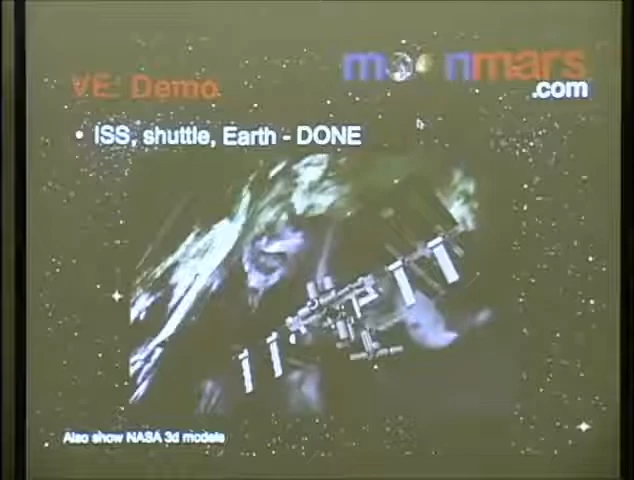 moonmars
.com
VE: Demo
• ISS, shuttle, Earth - DONE
Also show NASA 3d models